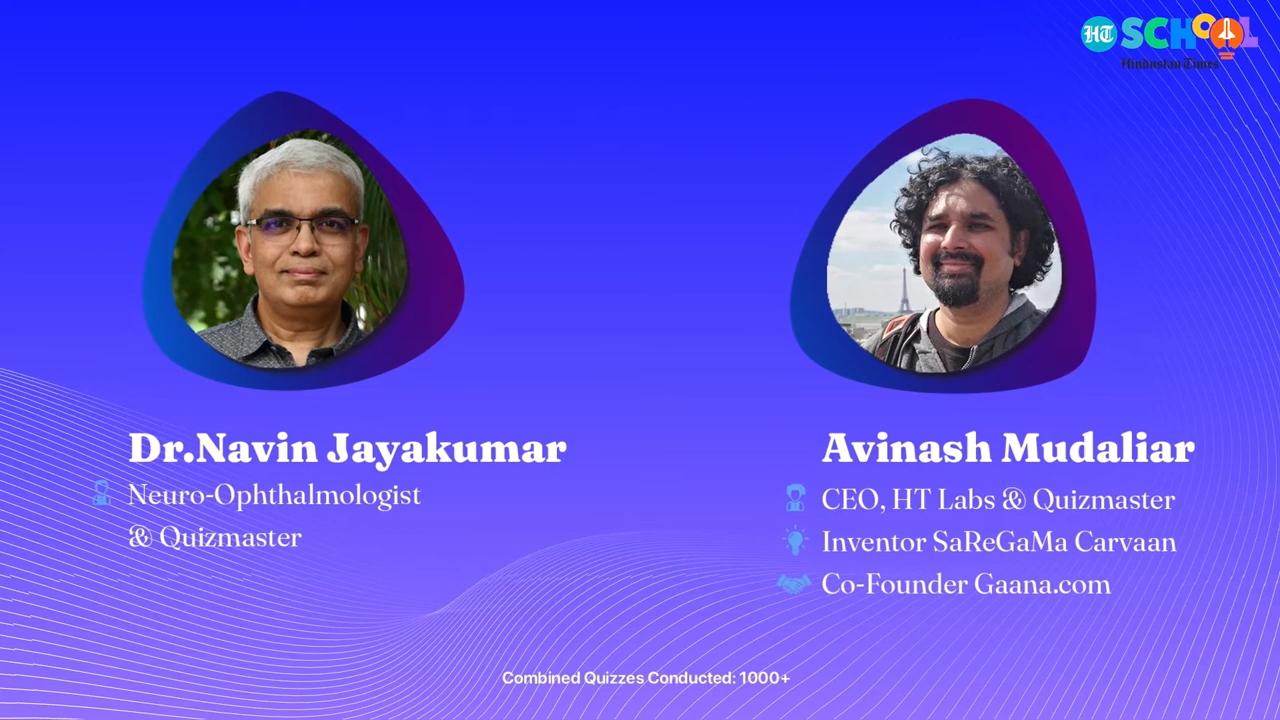 HT SCHOOL
Hindustan Times
Dr.Navin Jayakumar
Neuro-Ophthalmologist
& Quizmaster
Avinash Mudaliar
CEO, HT Labs & Quizmaster
Inventor SaReGaMa Carvaan
Co-Founder Gaana.com
Combined Quizzes Conducted: 1000+